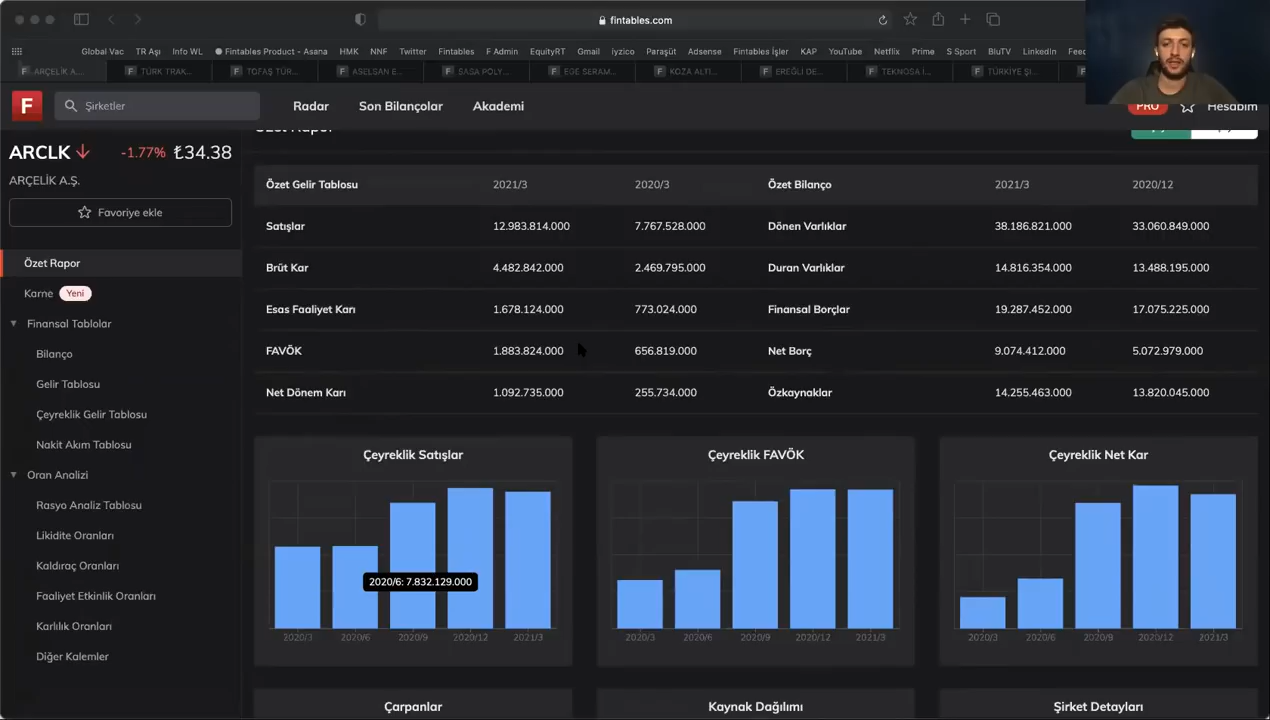 fintables.com
Global Vac TR Aşı Info WL Fintables Product – Asana HMK NNF Twitter Fintables F Admin EquityRT Gmail iyzico Paraşüt Adsense Fintables İşler KAP YouTube Netflix Prime S Sport BluTV LinkedIn
F ARÇELİK A... F TÜRK TRAK... F TOFAŞ TÜR... F ASELSAN E... F SASA POLY... F EGE SERAM... F KOZA ALTI... F EREĞLİ DE... F TEKNOSA İ... F TÜRKİYE Şİ... F
F Şirketler Radar Son Bilançolar Akademi PRO Hesabım
Özet Rapor
ARCLK -1.77% ₺34.38
ARÇELİK A.Ş.
Favoriye ekle
Özet Rapor
Karne Yeni
Finansal Tablolar
Bilanço
Gelir Tablosu
Çeyreklik Gelir Tablosu
Nakit Akım Tablosu
Oran Analizi
Rasyo Analiz Tablosu
Likidite Oranları
Kaldıraç Oranları
Faaliyet Etkinlik Oranları
Karlılık Oranları
Diğer Kalemler
Özet Gelir Tablosu 2021/3 2020/3 Özet Bilanço 2021/3 2020/12
Satışlar 12.983.814.000 7.767.528.000 Dönen Varlıklar 38.186.821.000 33.060.849.000
Brüt Kar 4.482.842.000 2.469.795.000 Duran Varlıklar 14.816.354.000 13.488.195.000
Esas Faaliyet Karı 1.678.124.000 773.024.000 Finansal Borçlar 19.287.452.000 17.075.225.000
FAVÖK 1.883.824.000 656.819.000 Net Borç 9.074.412.000 5.072.979.000
Net Dönem Karı 1.092.735.000 255.734.000 Özkaynaklar 14.255.463.000 13.820.045.000
Çeyreklik Satışlar
2020/6: 7.832.129.000
2020/3 2020/6 2020/9 2020/12 2021/3
Çeyreklik FAVÖK
2020/3 2020/6 2020/9 2020/12 2021/3
Çeyreklik Net Kar
2020/3 2020/6 2020/9 2020/12 2021/3
Çarpanlar
Kaynak Dağılımı
Şirket Detayları